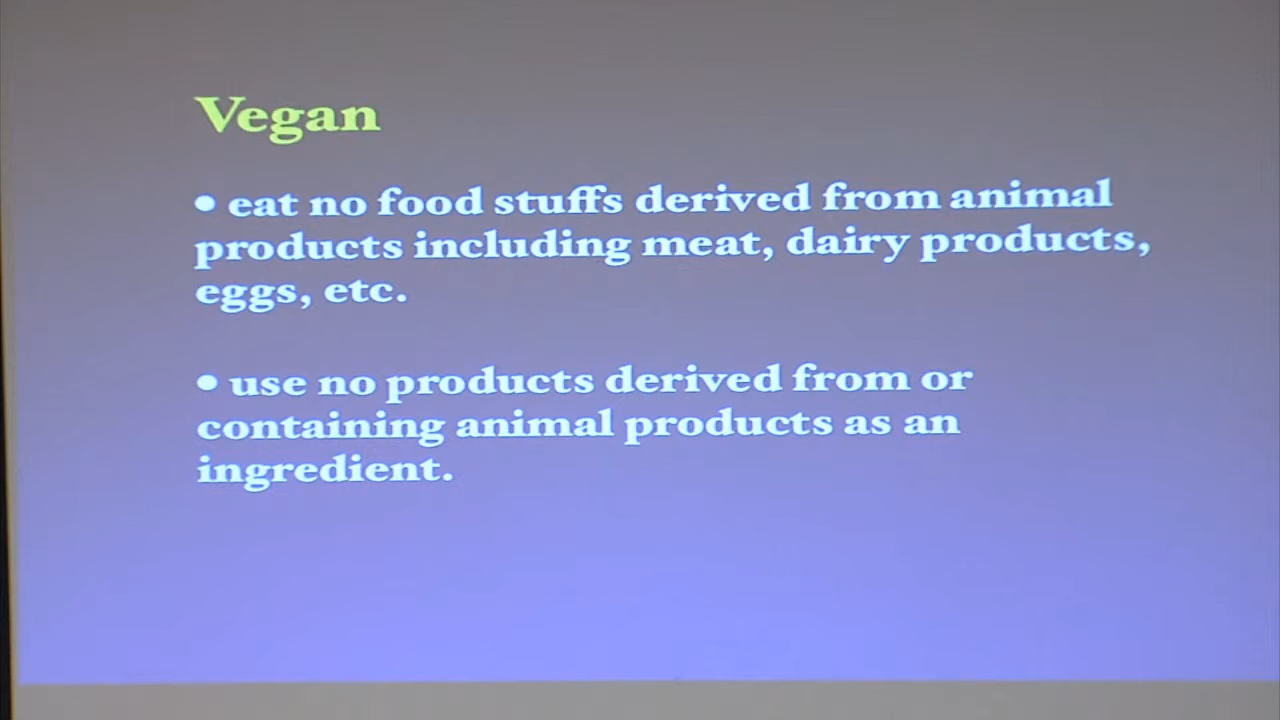 Vegan
• eat no food stuffs derived from animal
products including meat, dairy products,
eggs, etc.
• use no products derived from or
containing animal products as an
ingredient.